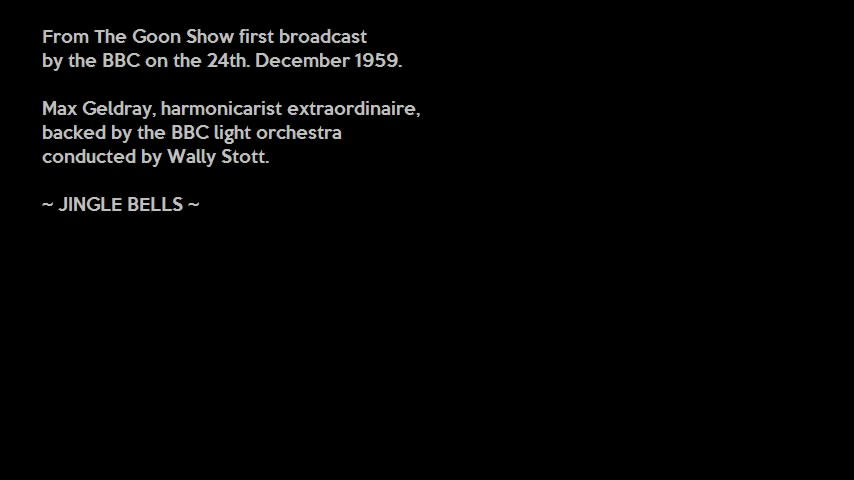 From The Goon Show first broadcast
by the BBC on the 24th. December 1959.
Max Geldray, harmonicarist extraordinaire,
backed by the BBC light orchestra
conducted by Wally Stott.
~ JINGLE BELLS ~